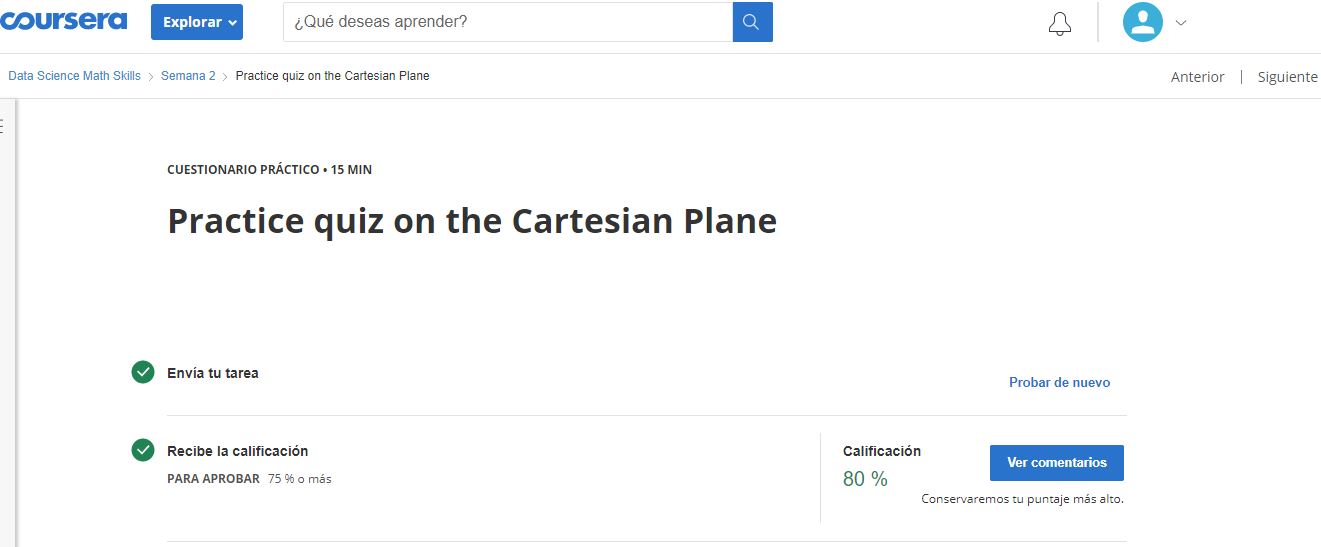 coursera Explorar ¿Qué deseas aprender?
Data Science Math Skills > Semana 2 > Practice quiz on the Cartesian Plane
Anterior | Siguiente
CUESTIONARIO PRÁCTICO • 15 MIN
Practice quiz on the Cartesian Plane
Envía tu tarea
Probar de nuevo
Recibe la calificación
PARA APROBAR 75 % o más
Calificación
80 %
Ver comentarios
Conservaremos tu puntaje más alto.